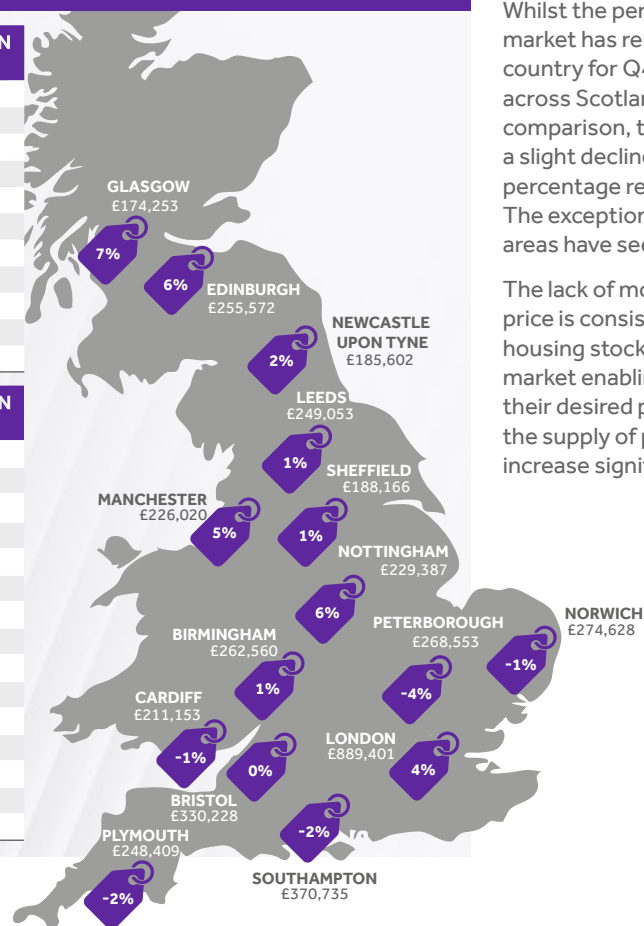 N
N
GLASGOW
£174,253
7%
6%
EDINBURGH
£255,572
NEWCASTLE
UPON TYNE
£185,602
2%
LEEDS
£249,053
1%
SHEFFIELD
£188,166
MANCHESTER
£226,020
5%
1%
NOTTINGHAM
£229,387
6%
PETERBOROUGH
£268,553
-4%
NORWICH
£274,628
-1%
BIRMINGHAM
£262,560
1%
CARDIFF
£211,153
-1%
0%
BRISTOL
£330,228
LONDON
£889,401
4%
-2%
SOUTHAMPTON
£370,735
PLYMOUTH
£248,409
-2%
Whilst the per
market has re
country for Q4
across Scotlan
comparison, t
a slight decline
percentage re
The exception
areas have see
The lack of mo
price is consis
housing stock
market enablin
their desired p
the supply of p
increase signif